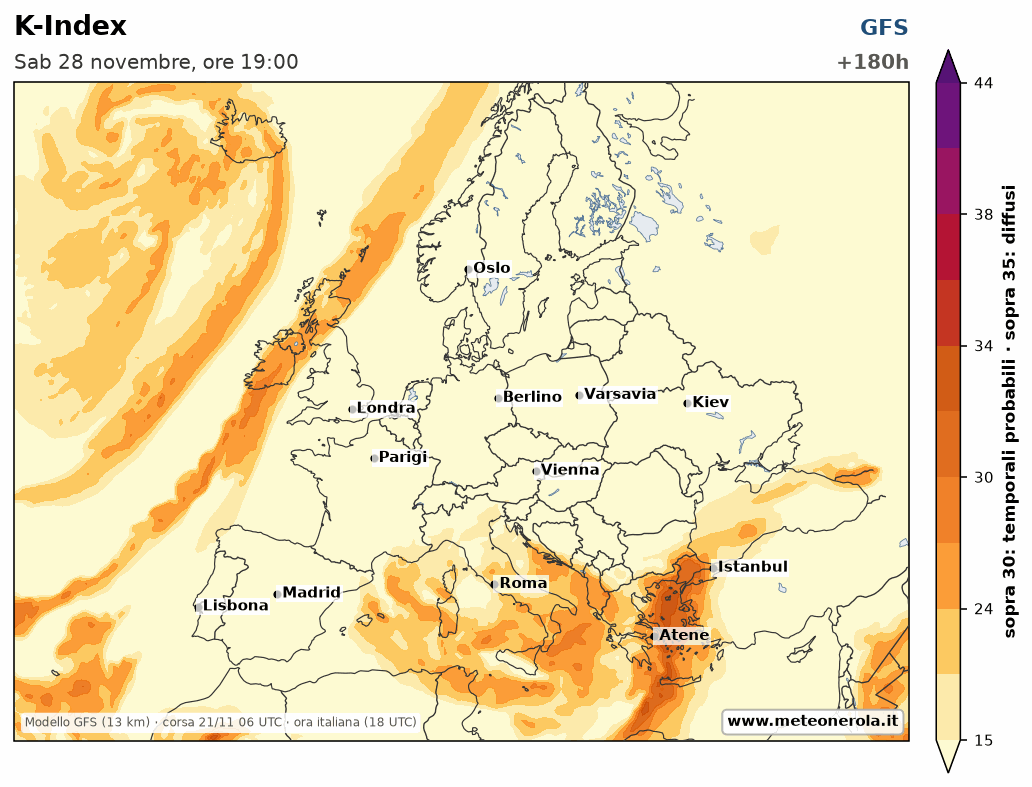 K-Index
GFS
Sab 28 novembre, ore 19:00
+180h
Oslo
Londra
Berlino
Varsavia
Kiev
Parigi
Vienna
Istanbul
Roma
Madrid
Lisbona
Atene
Modello GFS (13 km) · corsa 21/11 06 UTC · ora italiana (18 UTC)
www.meteonerola.it
44
38
34
30
24
15
sopra 30: temporali probabili · sopra 35: diffusi